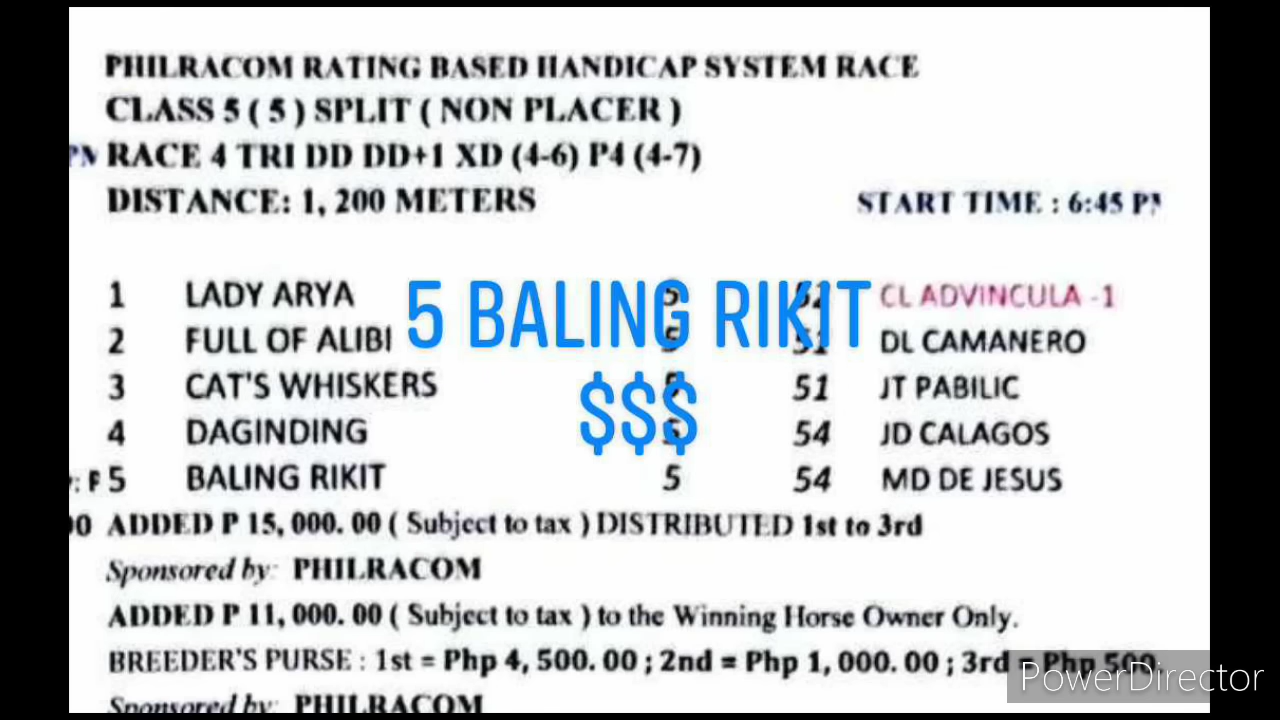 PHILRACOM RATING BASED HANDICAP SYSTEM RACE
CLASS 5 ( 5 ) SPLIT ( NON PLACER )
RACE 4 TRI DD DD+1 XD (4-6) P4 (4-7)
DISTANCE: 1, 200 METERS START TIME : 6:45 P
1 LADY ARYA 5 CL ADVINCULA -1
2 FULL OF ALIBI 51 DL CAMANERO
5 BALING RIKIT
3 CAT'S WHISKERS 51 JT PABILIC
$$$
4 DAGINDING 54 JD CALAGOS
5 BALING RIKIT 5 54 MD DE JESUS
ADDED P 15, 000. 00 ( Subject to tax ) DISTRIBUTED 1st to 3rd
Sponsored by: PHILRACOM
ADDED P 11, 000. 00 ( Subject to tax ) to the Winning Horse Owner Only.
BREEDER'S PURSE : 1st = Php 4, 500. 00 ; 2nd = Php 1, 000. 00 ; 3rd = Php 500
Sponsored by: PHILRACOM
PowerDirector